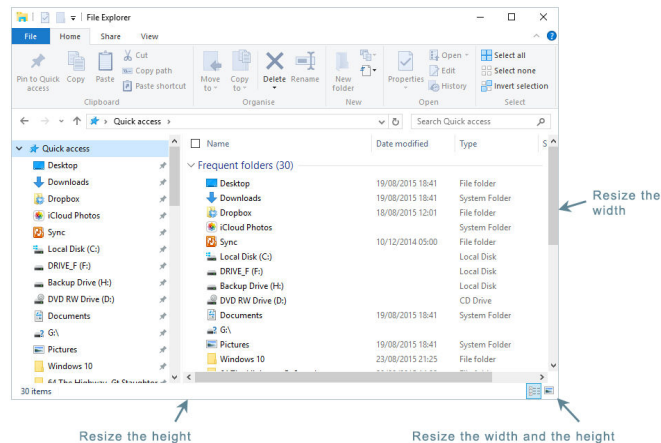 File Explorer
File Home Share View
Pin to Quick access Copy Paste Cut Copy path Paste shortcut Move to Copy to Delete Rename New folder Properties Open Edit History Select all Select none Invert selection
Clipboard Organise New Open Select
Quick access Search Quick access
Quick access
Desktop
Downloads
Dropbox
iCloud Photos
Sync
Local Disk (C:)
DRIVE_F (F:)
Backup Drive (H:)
DVD RW Drive (D:)
Documents
G:\
Pictures
Windows 10
Name Date modified Type S
Frequent folders (30)
Desktop 19/08/2015 18:41 File folder
Downloads 19/08/2015 18:41 System Folder
Dropbox 18/08/2015 12:01 File folder
iCloud Photos System Folder
Sync 10/12/2014 05:00 File folder
Local Disk (C:) Local Disk
DRIVE_F (F:) Local Disk
Backup Drive (H:) Local Disk
DVD RW Drive (D:) CD Drive
Documents 19/08/2015 18:41 System Folder
G:\
Pictures 19/08/2015 18:41 System Folder
Windows 10 23/08/2015 21:25 File folder
30 items
Resize the
width
Resize the height
Resize the width and the height